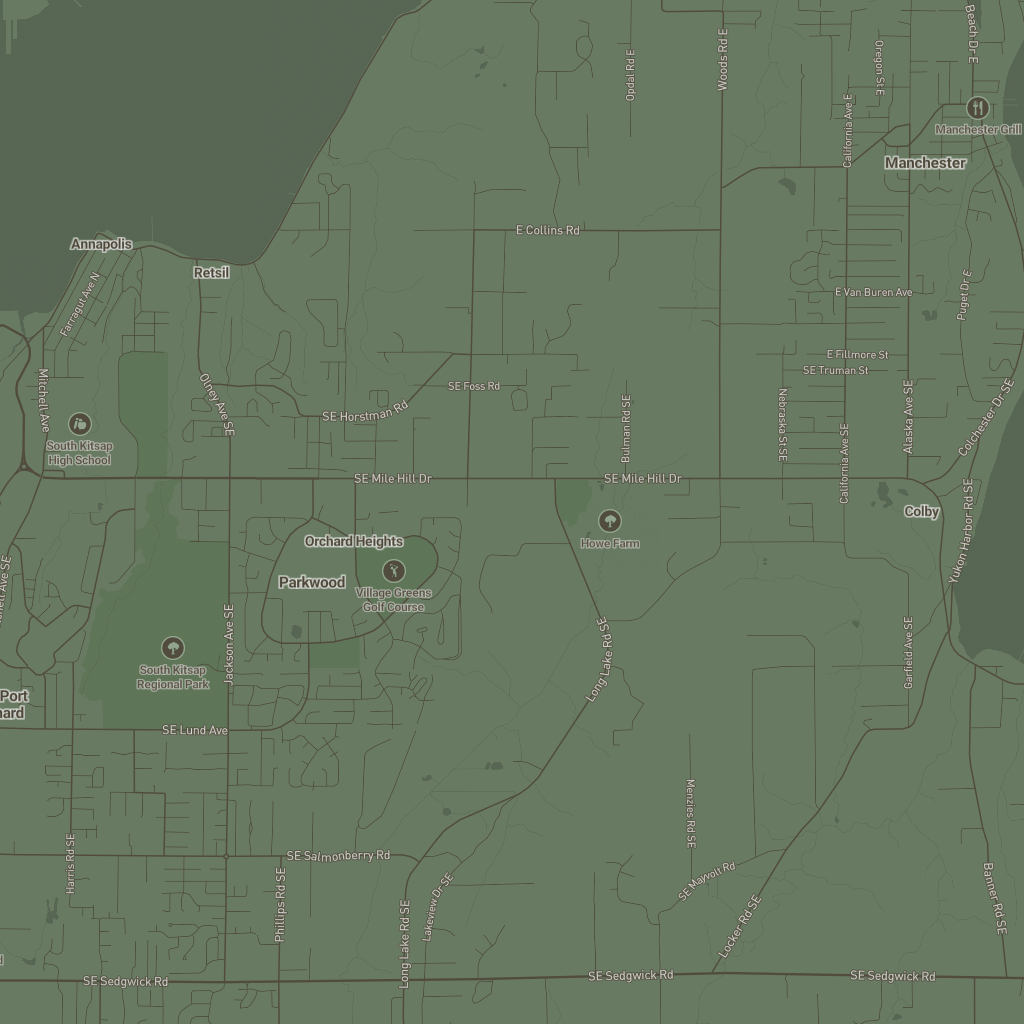 Beach Dr E
Oregon St E
Woods Rd E
Opdal Rd E
California Ave E
Manchester Grill
Manchester
E Collins Rd
Annapolis
Retsil
Farragut Ave N
Puget Dr E
E Van Buren Ave
E Fillmore St
SE Truman St
Mitchell Ave
Olney Ave SE
SE Foss Rd
SE Horstman Rd
Bulman Rd SE
Nebraska St SE
Alaska Ave SE
Colchester Dr SE
California Ave SE
South Kitsap
High School
SE Mile Hill Dr
SE Mile Hill Dr
Yukon Harbor Rd SE
Colby
Howe Farm
Orchard Heights
Parkwood
Village Greens
Golf Course
Jackson Ave SE
Long Lake Rd SE
Garfield Ave SE
South Kitsap
Regional Park
Port
SE Lund Ave
Menzies Rd SE
Harris Rd SE
SE Salmonberry Rd
Phillips Rd SE
Long Lake Rd SE
Lakeview Dr SE
SE Mayvolt Rd
Locker Rd SE
Banner Rd SE
SE Sedgwick Rd
SE Sedgwick Rd
SE Sedgwick Rd